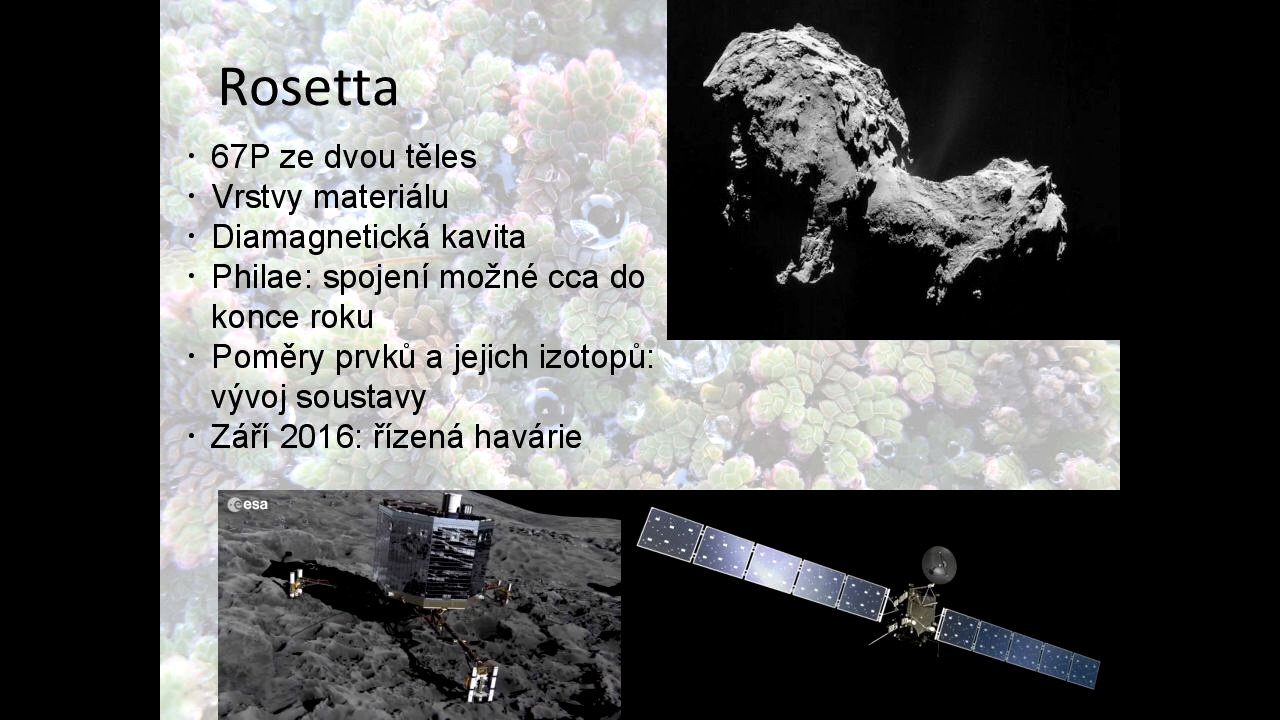 Rosetta
• 67P ze dvou těles
• Vrstvy materiálu
• Diamagnetická kavita
• Philae: spojení možné cca do
konce roku
• Poměry prvků a jejich izotopů:
vývoj soustavy
• Září 2016: řízená havárie
esa